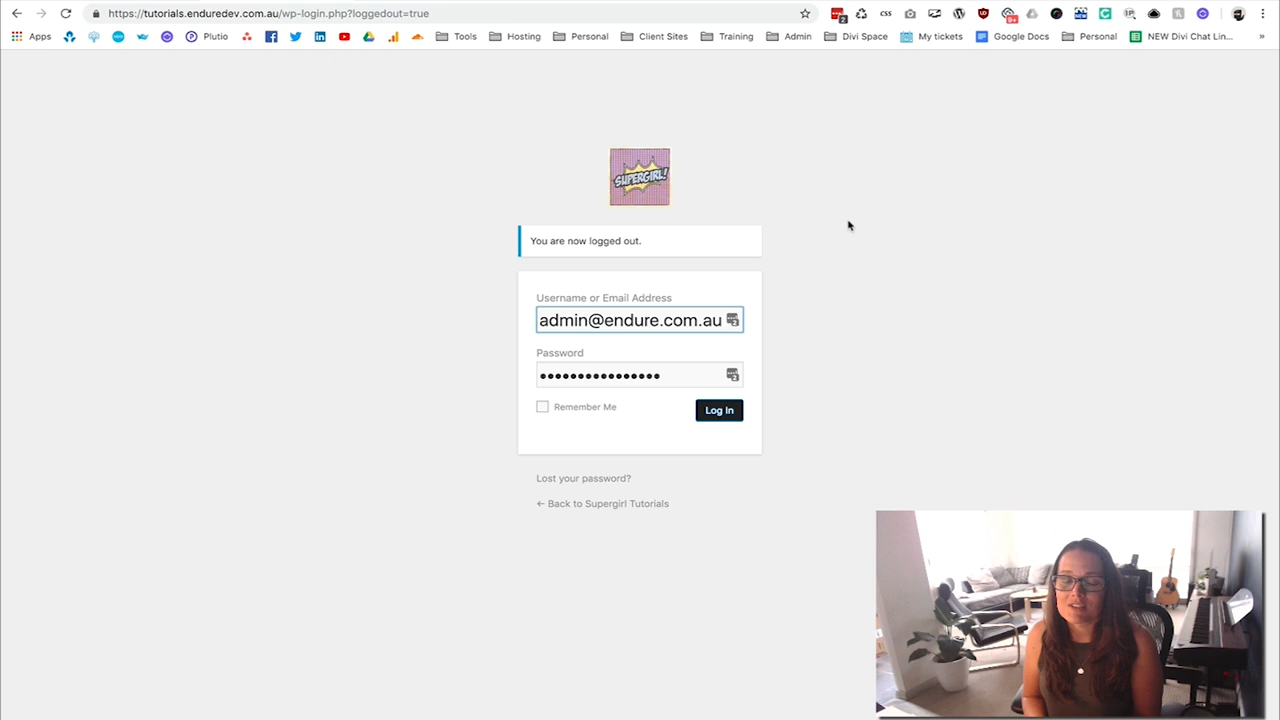 https://tutorials.enduredev.com.au/wp-login.php?loggedout=true
Apps Plutio Tools Hosting Personal Client Sites Training Admin Divi Space My tickets Google Docs Personal NEW Divi Chat Lin... »
SUPERGIRL!
You are now logged out.
Username or Email Address
admin@endure.com.au
Password
Remember Me
Log In
Lost your password?
← Back to Supergirl Tutorials